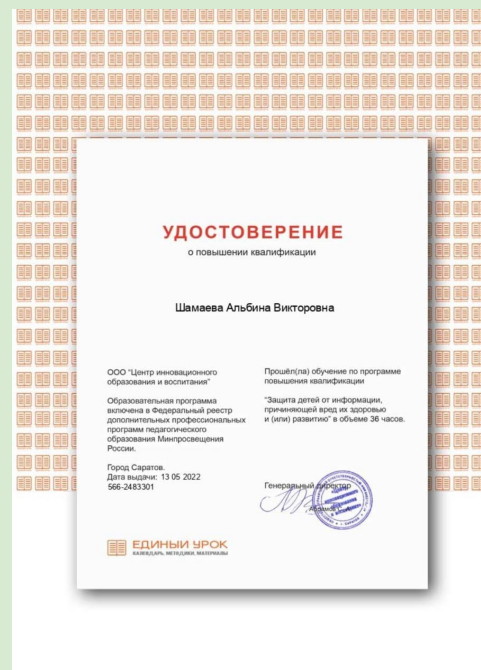 УДОСТОВЕРЕНИЕ
о повышении квалификации
Шамаева Альбина Викторовна
ООО "Центр инновационного
образования и воспитания"
Образовательная программа
включена в Федеральный реестр
дополнительных профессиональных
программ педагогического
образования Минпросвещения
России.
Город Саратов.
Дата выдачи: 13 05 2022
566-2483301
Прошёл(ла) обучение по программе
повышения квалификации
"Защита детей от информации,
причиняющей вред их здоровью
и (или) развитию" в объеме 36 часов.
Генеральный директор
ЕДИНЫЙ УРОК
КАЛЕНДАРЬ, МЕТОДИКИ, МАТЕРИАЛЫ